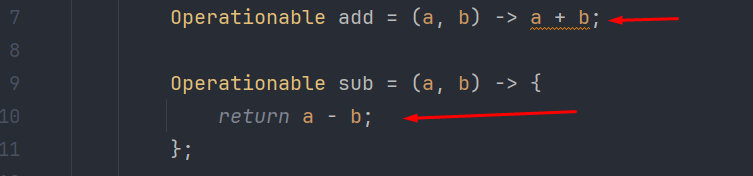 7 Operationable add = (a, b) -> a + b;
8
9 Operationable sub = (a, b) -> {
10 return a - b;
11 };